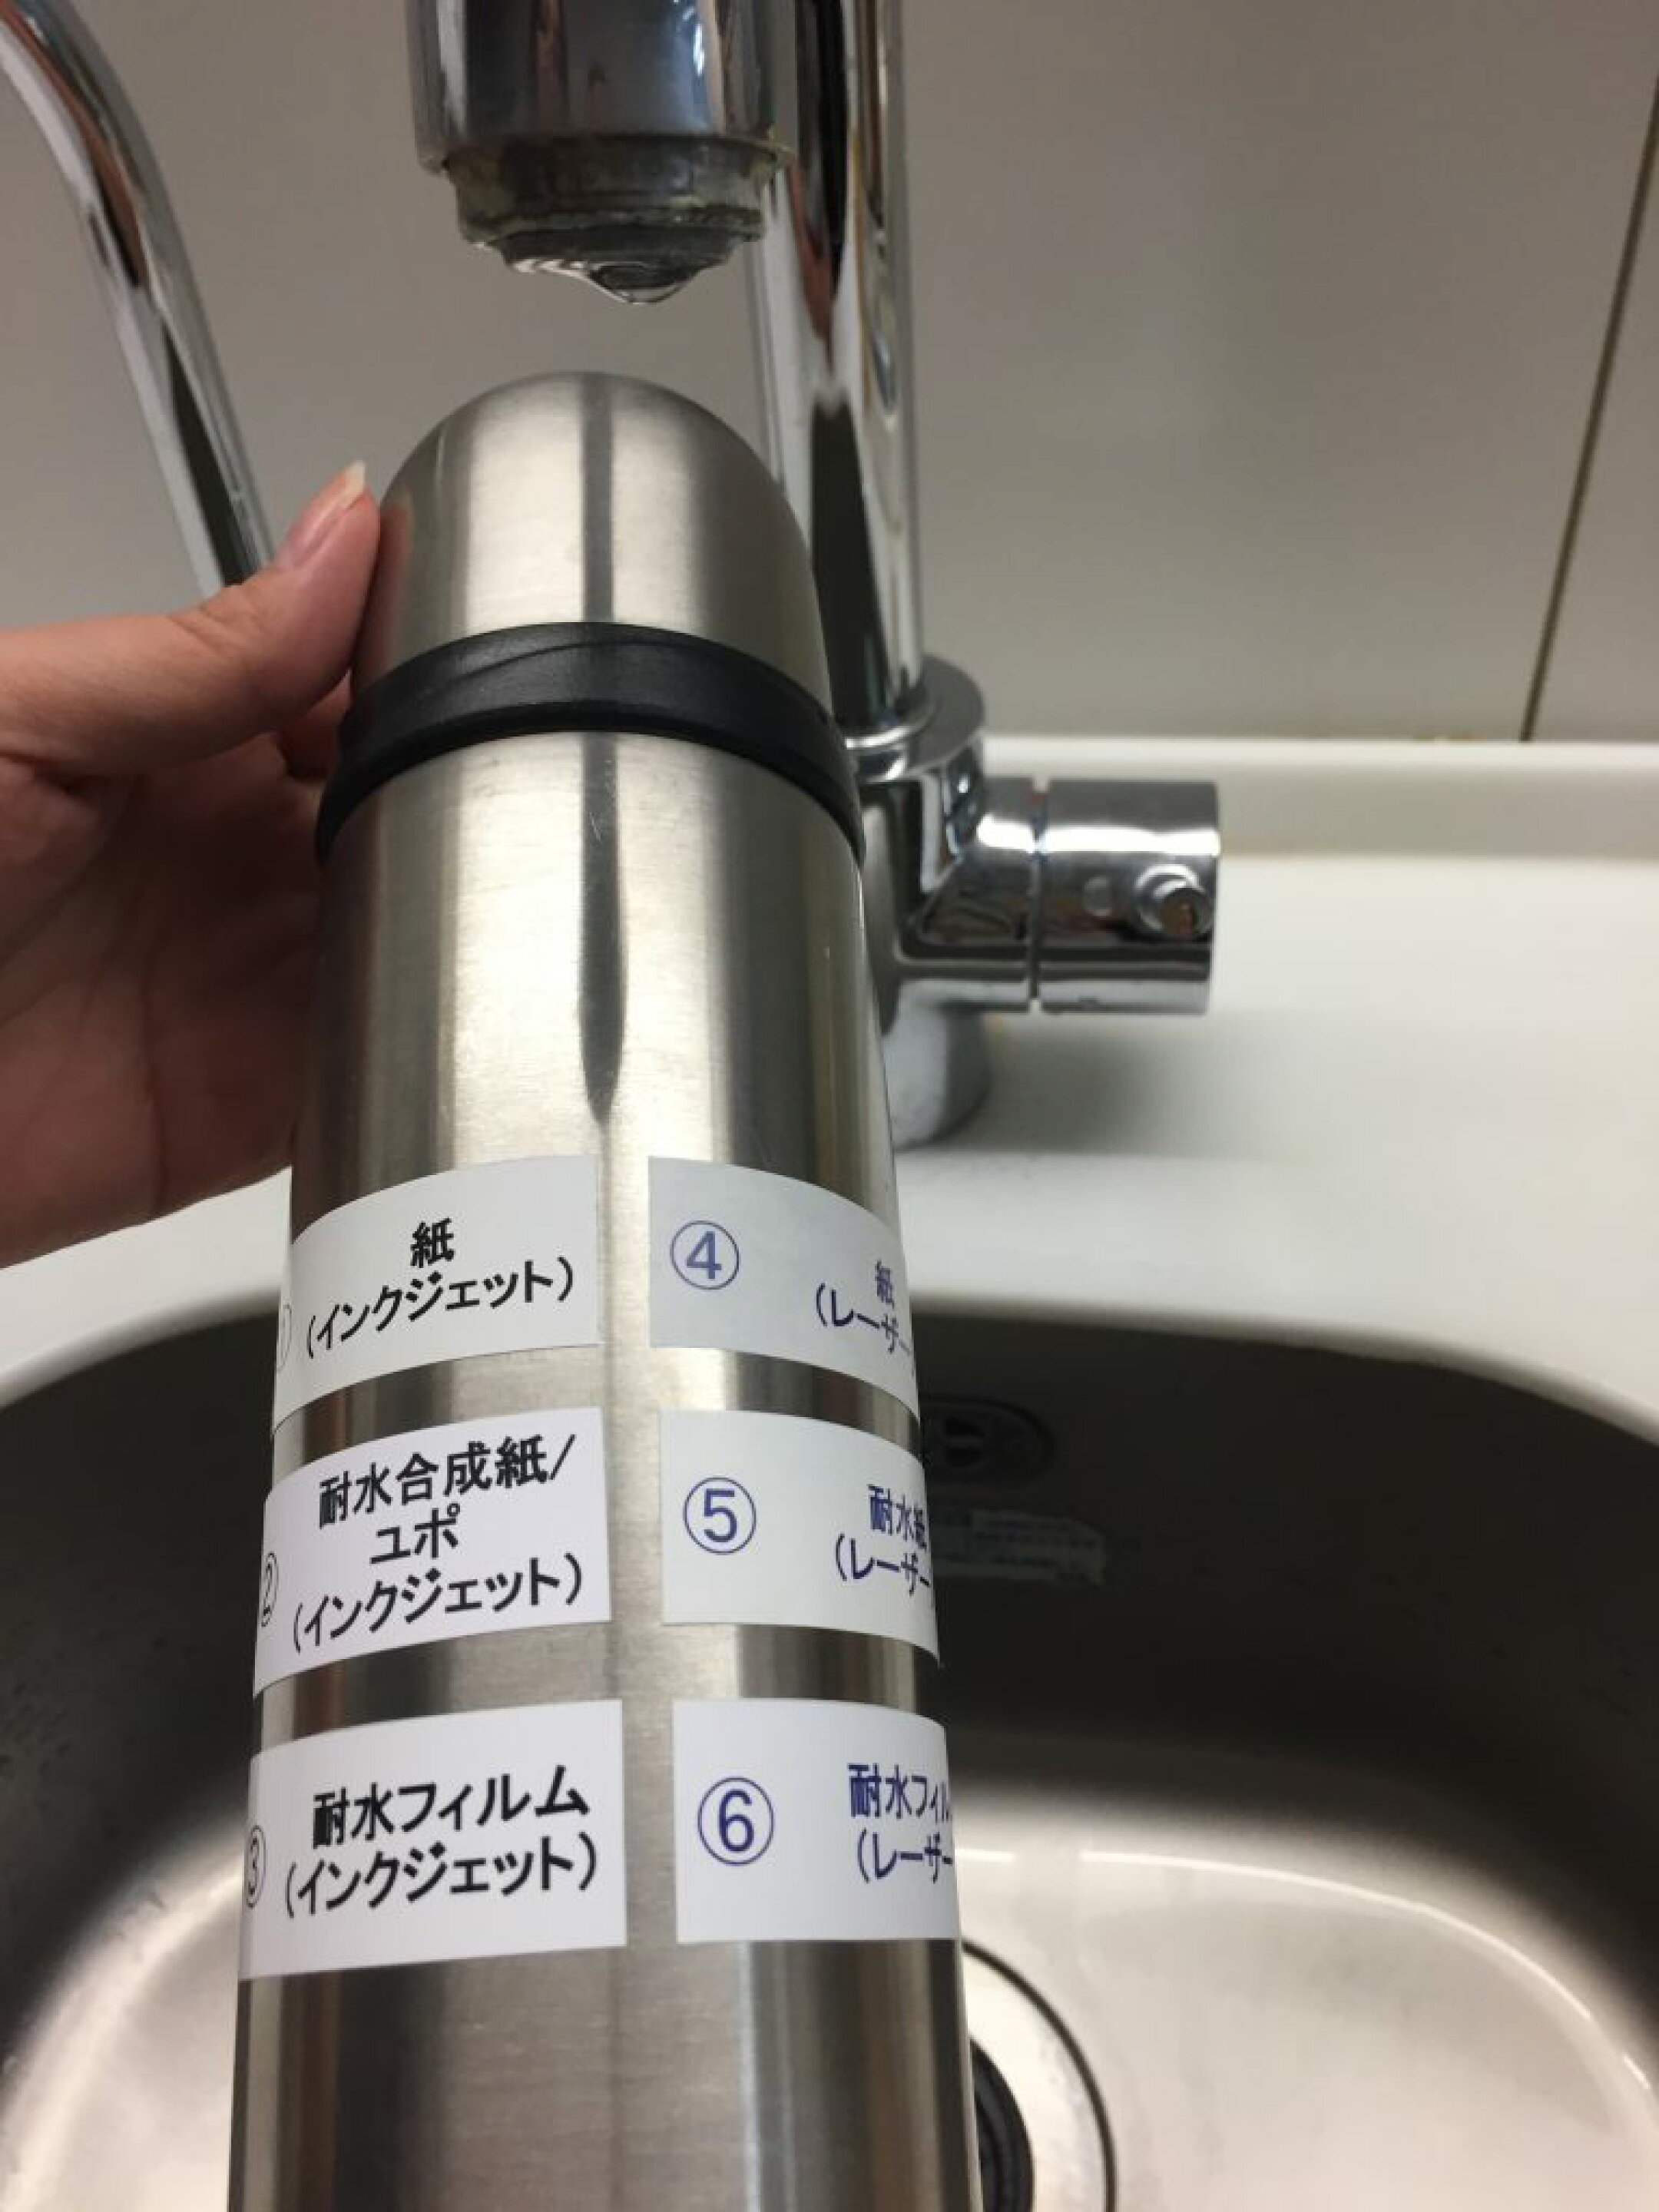 ①
紙
(インクジェット)
②
耐水合成紙/
ユポ
(インクジェット)
③
耐水フィルム
(インクジェット)
④
紙
(レーザー
⑤
耐水紙
(レーザー
⑥
耐水フィル
(レーザー